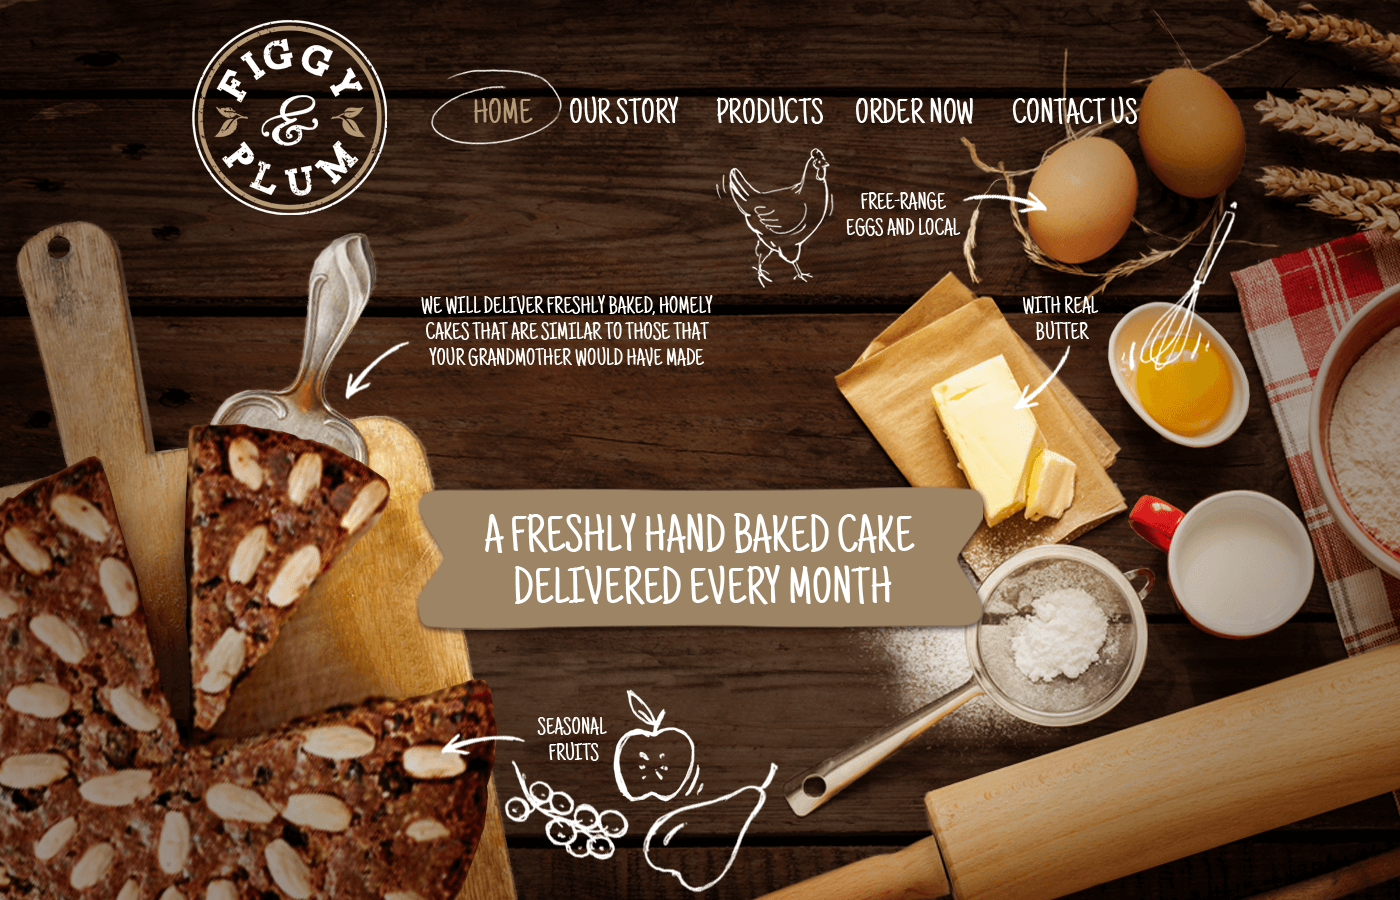 FIGGY
&
PLUM
HOME
OUR STORY
PRODUCTS
ORDER NOW
CONTACT US
FREE-RANGE
EGGS AND LOCAL
WE WILL DELIVER FRESHLY BAKED, HOMELY
CAKES THAT ARE SIMILAR TO THOSE THAT
YOUR GRANDMOTHER WOULD HAVE MADE
WITH REAL
BUTTER
A FRESHLY HAND BAKED CAKE
DELIVERED EVERY MONTH
SEASONAL
FRUITS